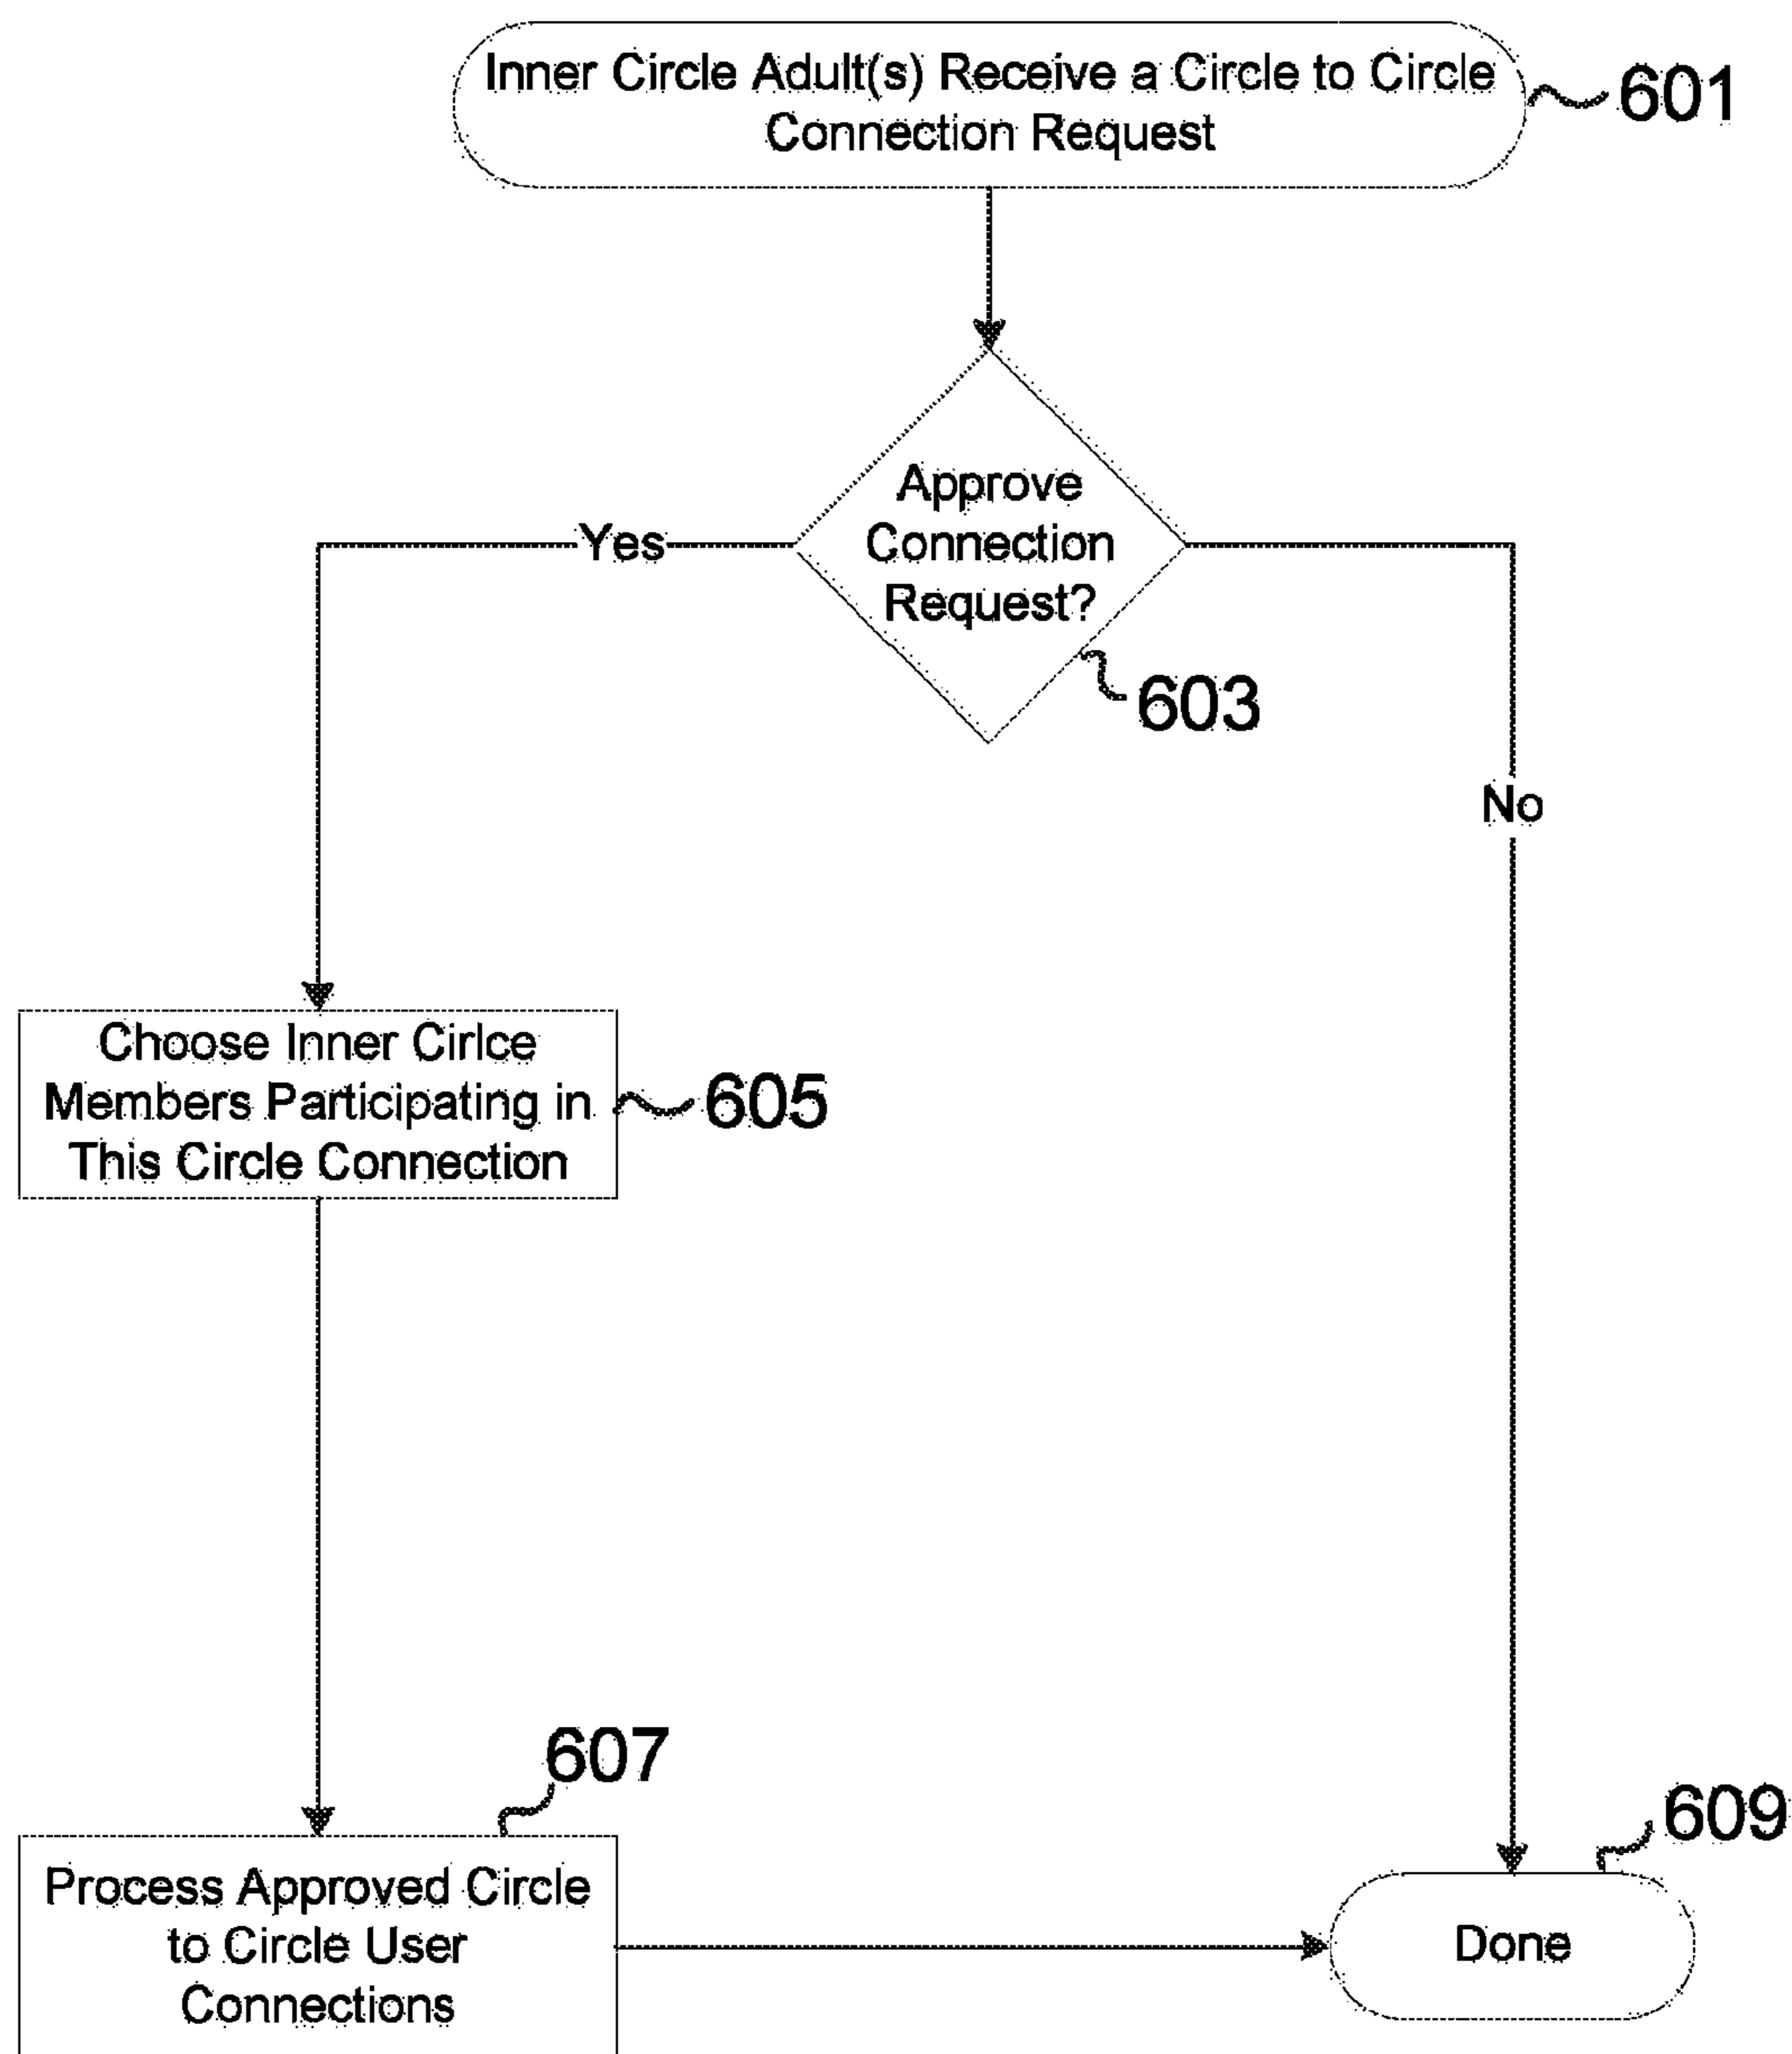 Inner Circle Adult(s) Receive a Circle to Circle
Connection Request
601
Approve
Connection
Request?
Yes
603
No
Choose Inner Cirlce
Members Participating in
This Circle Connection
605
607
Process Approved Circle
to Circle User
Connections
609
Done